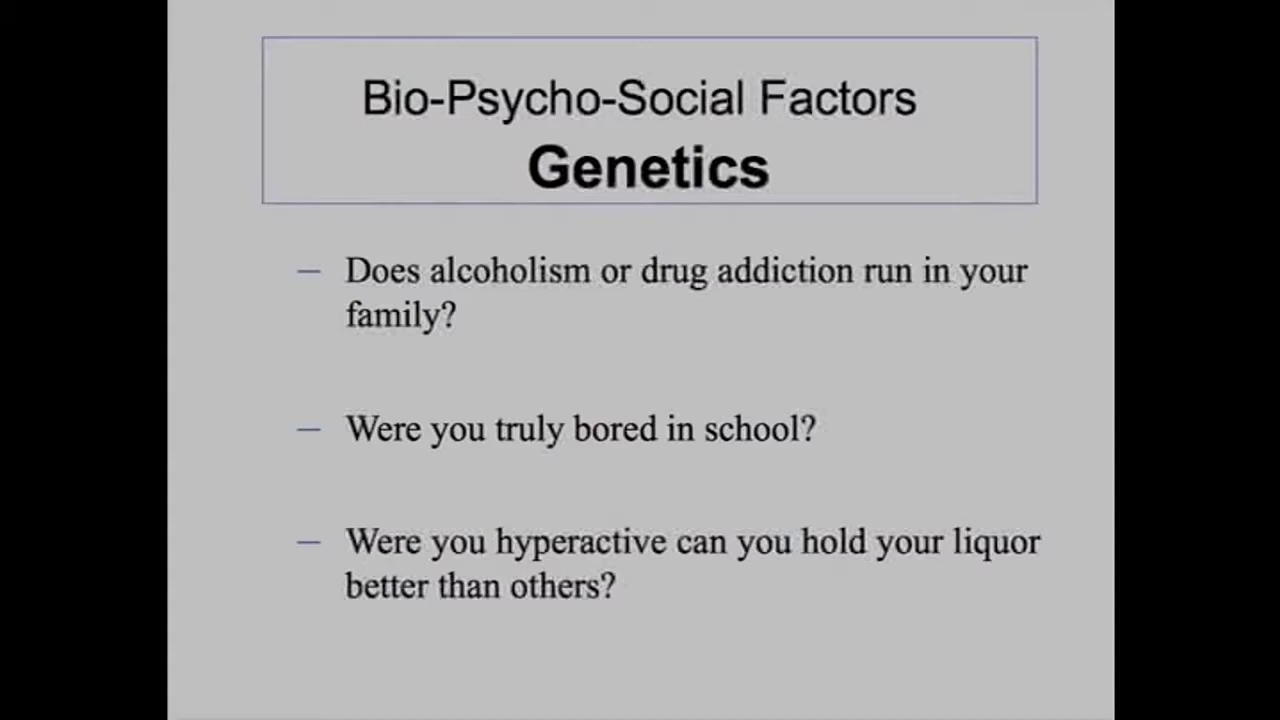 Bio-Psycho-Social Factors
Genetics
– Does alcoholism or drug addiction run in your
family?
– Were you truly bored in school?
– Were you hyperactive can you hold your liquor
better than others?